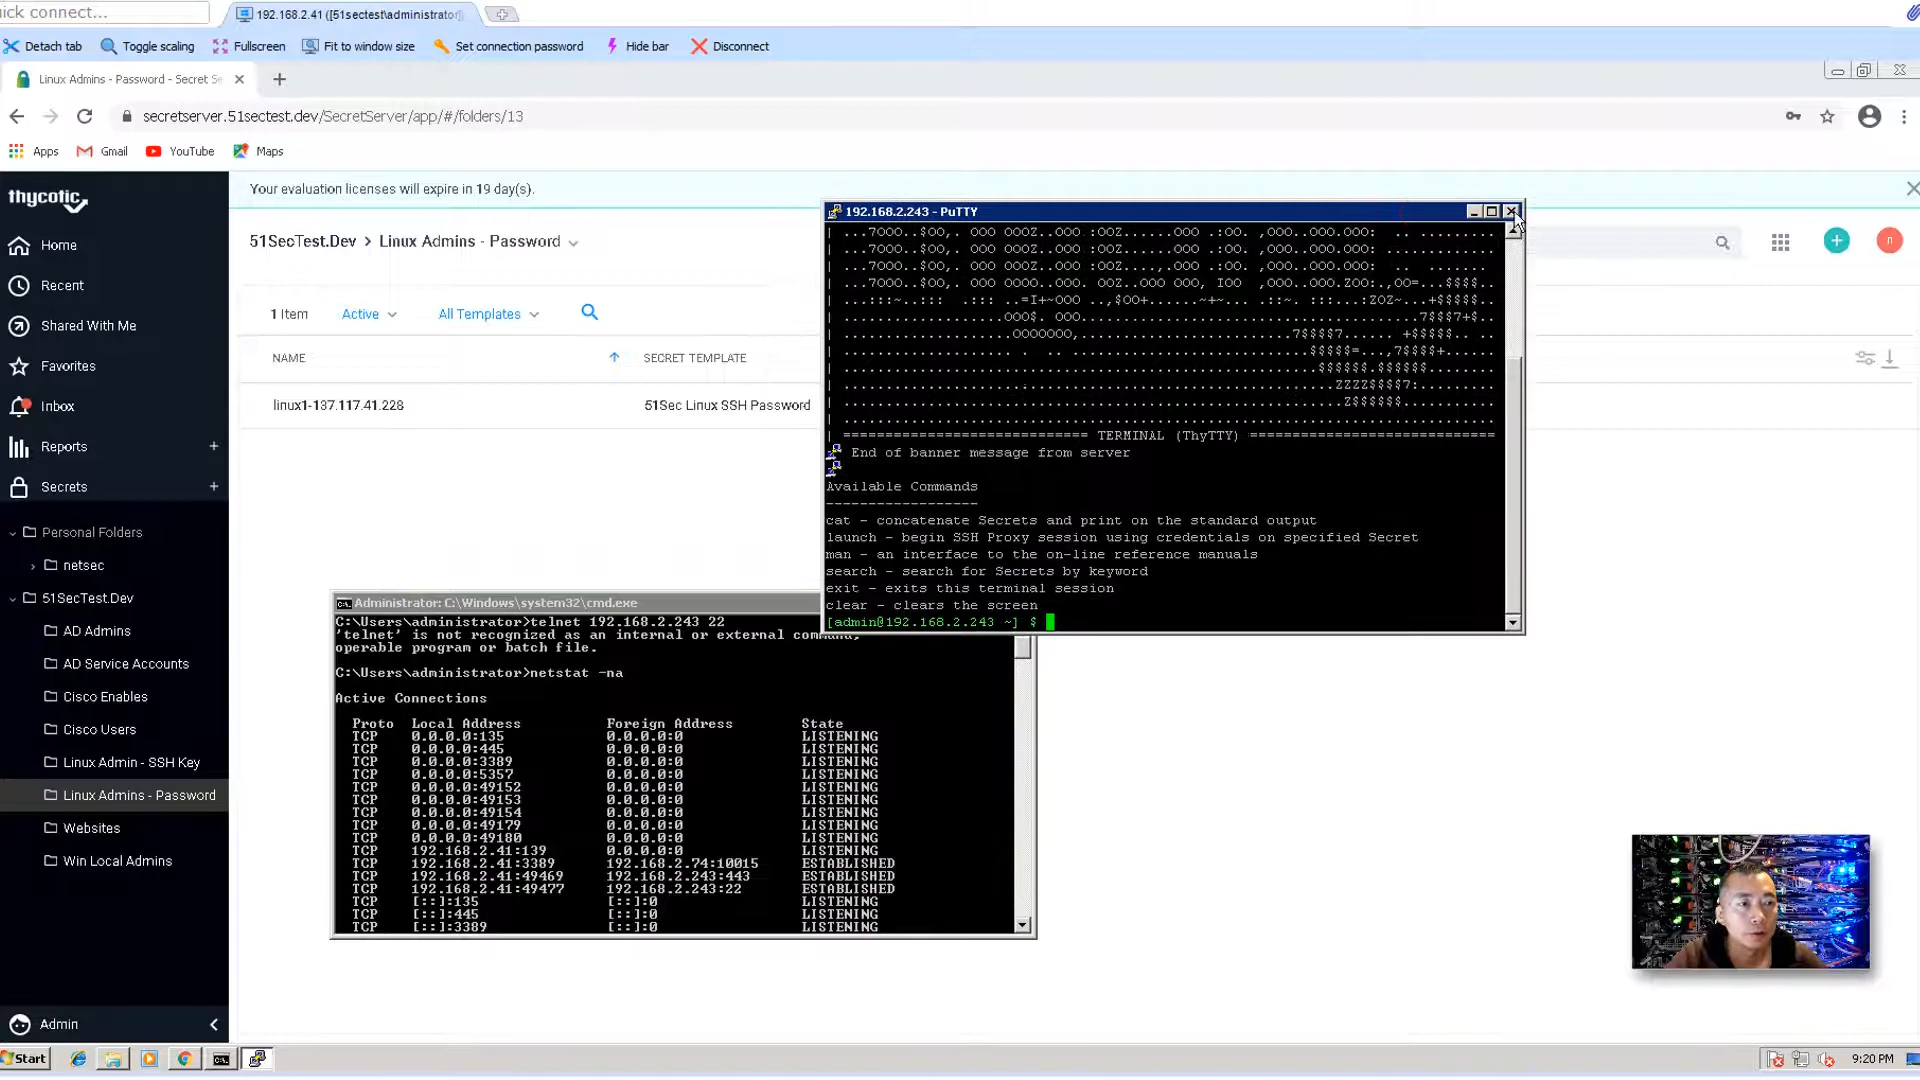 ick connect...
192.168.2.41 ([51sectest\administrator]
Detach tab
Toggle scaling
Fullscreen
Fit to window size
Set connection password
Hide bar
Disconnect
Linux Admins - Password - Secret Se
secretserver.51sectest.dev/SecretServer/app/#/folders/13
Apps
Gmail
YouTube
Maps
thycotic
Your evaluation licenses will expire in 19 day(s).
Home
Recent
Shared With Me
Favorites
Inbox
Reports
Secrets
Personal Folders
netsec
51SecTest.Dev
AD Admins
AD Service Accounts
Cisco Enables
Cisco Users
Linux Admin - SSH Key
Linux Admins - Password
Websites
Win Local Admins
Admin
51SecTest.Dev > Linux Admins - Password
n
1 Item
Active
All Templates
NAME
SECRET TEMPLATE
linux1-137.117.41.228
51Sec Linux SSH Password
192.168.2.243 - PuTTY
============================= TERMINAL (ThyTTY) =============================
End of banner message from server
Available Commands
------------------
cat - concatenate Secrets and print on the standard output
launch - begin SSH Proxy session using credentials on specified Secret
man - an interface to the on-line reference manuals
search - search for Secrets by keyword
exit - exits this terminal session
clear - clears the screen
[admin@192.168.2.243 ~] $
Administrator: C:\Windows\system32\cmd.exe
C:\Users\administrator>telnet 192.168.2.243 22
'telnet' is not recognized as an internal or external command,
operable program or batch file.
C:\Users\administrator>netstat -na
Active Connections
Proto Local Address Foreign Address State
TCP 0.0.0.0:135 0.0.0.0:0 LISTENING
TCP 0.0.0.0:445 0.0.0.0:0 LISTENING
TCP 0.0.0.0:3389 0.0.0.0:0 LISTENING
TCP 0.0.0.0:5357 0.0.0.0:0 LISTENING
TCP 0.0.0.0:49152 0.0.0.0:0 LISTENING
TCP 0.0.0.0:49153 0.0.0.0:0 LISTENING
TCP 0.0.0.0:49154 0.0.0.0:0 LISTENING
TCP 0.0.0.0:49179 0.0.0.0:0 LISTENING
TCP 0.0.0.0:49180 0.0.0.0:0 LISTENING
TCP 192.168.2.41:139 0.0.0.0:0 LISTENING
TCP 192.168.2.41:3389 192.168.2.74:10015 ESTABLISHED
TCP 192.168.2.41:49469 192.168.2.243:443 ESTABLISHED
TCP 192.168.2.41:49477 192.168.2.243:22 ESTABLISHED
TCP [::]:135 [::]:0 LISTENING
TCP [::]:445 [::]:0 LISTENING
TCP [::]:3389 [::]:0 LISTENING
Start
9:20 PM